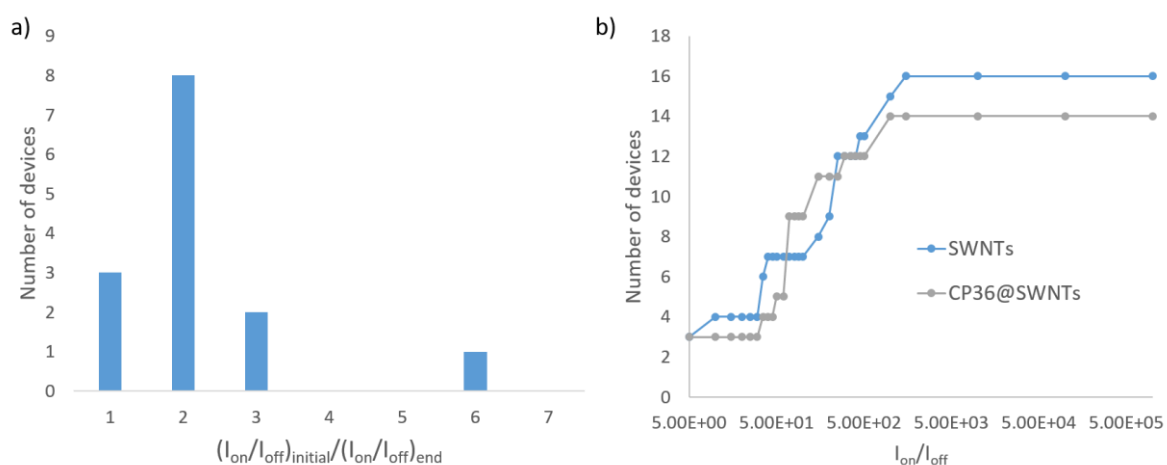 a)
Number of devices
9
8
7
6
5
4
3
2
1
0
1 2 3 4 5 6 7
(Ion/Ioff)initial/(Ion/Ioff)end
b)
Number of devices
18
16
14
12
10
8
6
4
2
0
SWNTs
CP36@SWNTs
5.00E+00 5.00E+01 5.00E+02 5.00E+03 5.00E+04 5.00E+05
Ion/Ioff